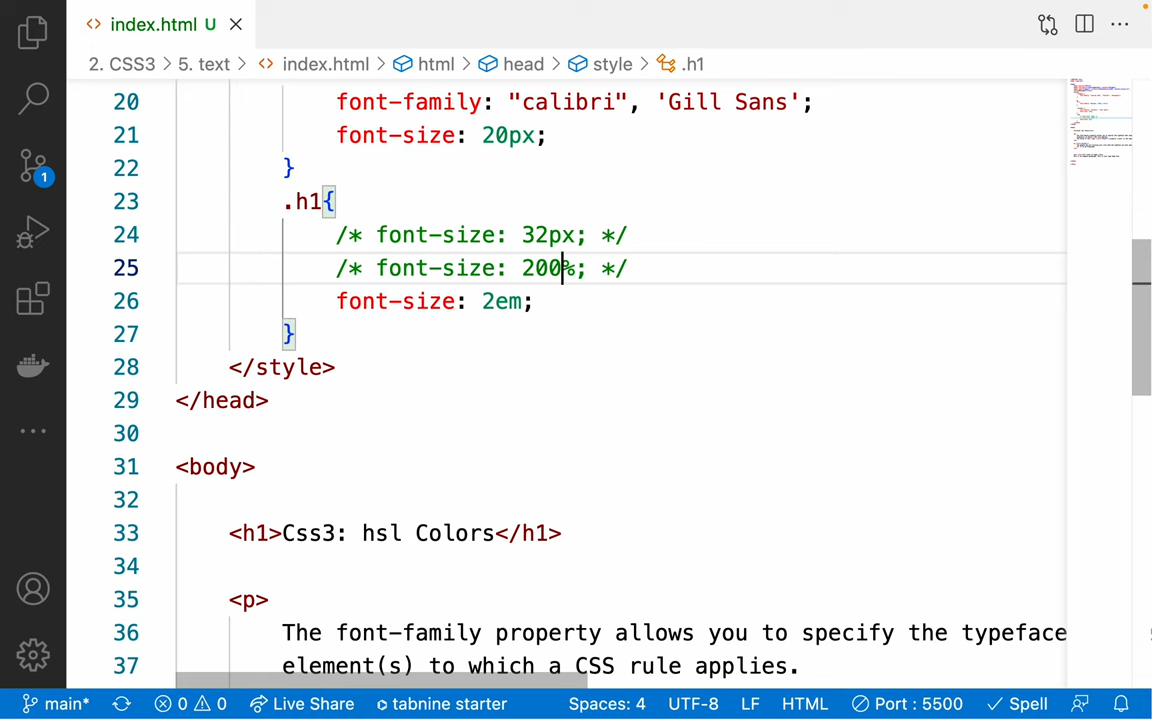 index.html U
2. CSS3 > 5. text > index.html > html > head > style > .h1
20 font-family: "calibri", 'Gill Sans';
21 font-size: 20px;
22 }
23 .h1{
24 /* font-size: 32px; */
25 /* font-size: 200%; */
26 font-size: 2em;
27 }
28 </style>
29 </head>
30
31 <body>
32
33 <h1>Css3: hsl Colors</h1>
34
35 <p>
36 The font-family property allows you to specify the typeface
37 element(s) to which a CSS rule applies.
1
main* 0 0 Live Share tabnine starter Spaces: 4 UTF-8 LF HTML Port : 5500 Spell